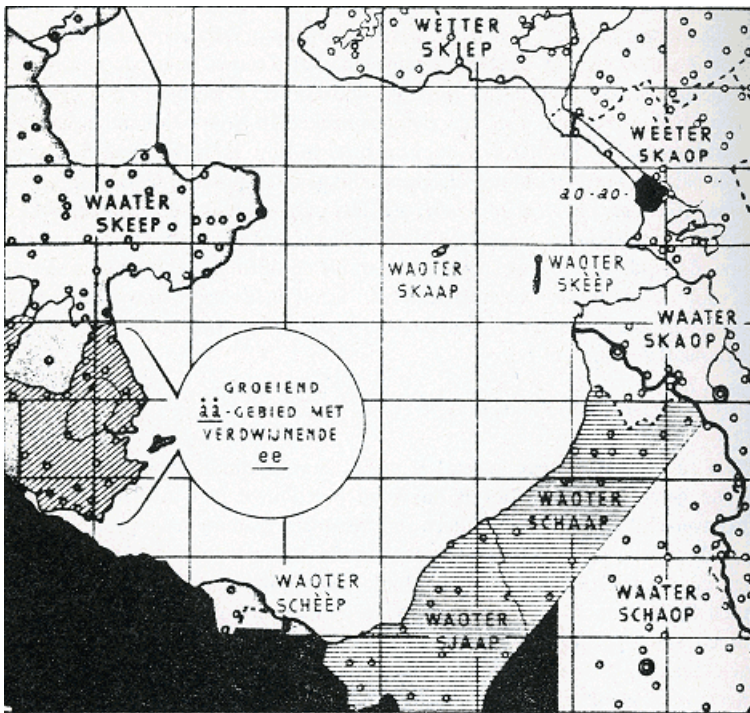 WETTER
SKIEP
WEETER
SKAOP
ao-ao
WAATER
SKEEP
WAOTER
SKAAP
WAOTER
SKÈÈP
WAATER
SKAOP
GROEIEND
ää-GEBIED MET
VERDWIJNENDE
ee
WAOTER
SCHAAP
WAOTER
SCHÈÈP
WAATER
SCHAOP
WAOTER
SJAAP